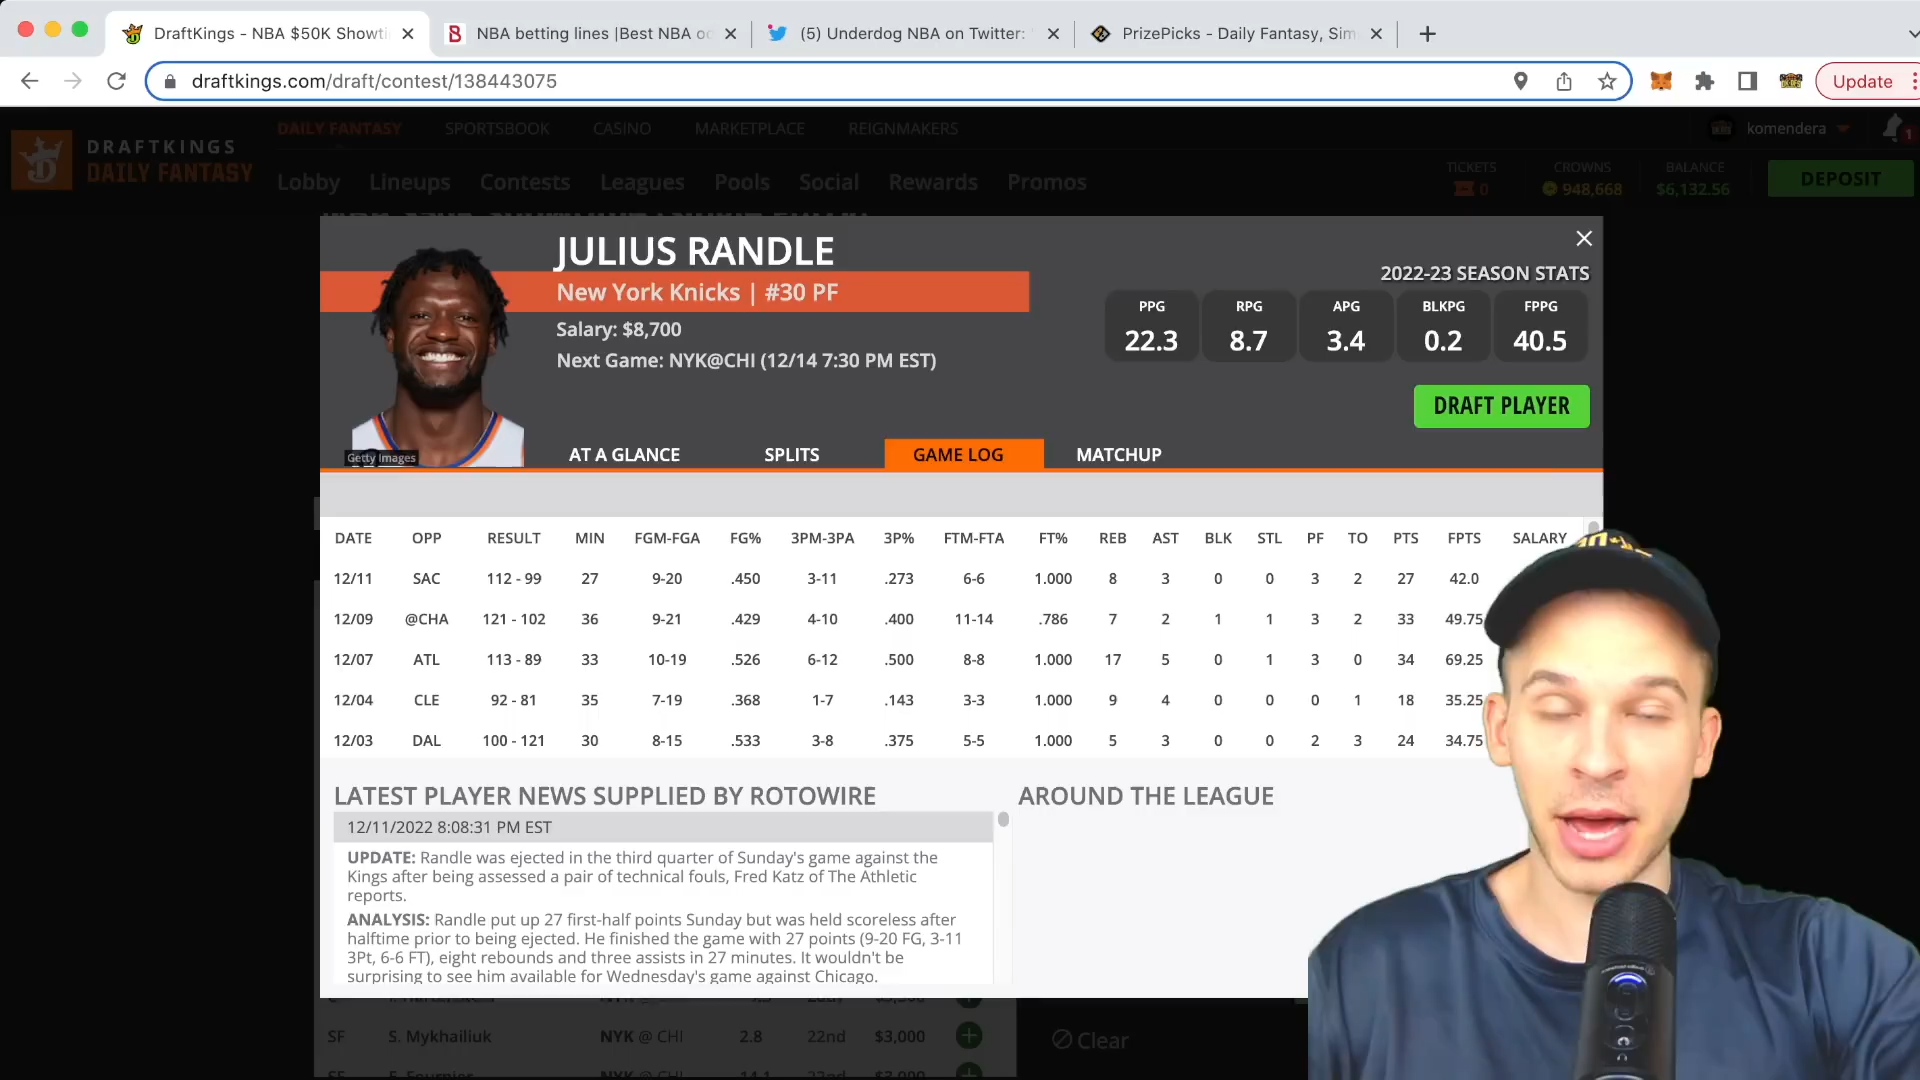 DraftKings - NBA $50K Showti
NBA betting lines |Best NBA o
(5) Underdog NBA on Twitter:
PrizePicks - Daily Fantasy, Sim
draftkings.com/draft/contest/138443075
Update
DRAFTKINGS
DAILY FANTASY
DAILY FANTASY
SPORTSBOOK
CASINO
MARKETPLACE
REIGNMAKERS
komendera
1
Lobby
Lineups
Contests
Leagues
Pools
Social
Rewards
Promos
TICKETS
0
CROWNS
948,668
BALANCE
$6,132.56
DEPOSIT
JULIUS RANDLE
New York Knicks | #30 PF
Salary: $8,700
Next Game: NYK@CHI (12/14 7:30 PM EST)
Getty Images
2022-23 SEASON STATS
PPG RPG APG BLKPG FPPG
22.3 8.7 3.4 0.2 40.5
DRAFT PLAYER
AT A GLANCE SPLITS GAME LOG MATCHUP
DATE OPP RESULT MIN FGM-FGA FG% 3PM-3PA 3P% FTM-FTA FT% REB AST BLK STL PF TO PTS FPTS SALARY
12/11 SAC 112 - 99 27 9-20 .450 3-11 .273 6-6 1.000 8 3 0 0 3 2 27 42.0
12/09 @CHA 121 - 102 36 9-21 .429 4-10 .400 11-14 .786 7 2 1 1 3 2 33 49.75
12/07 ATL 113 - 89 33 10-19 .526 6-12 .500 8-8 1.000 17 5 0 1 3 0 34 69.25
12/04 CLE 92 - 81 35 7-19 .368 1-7 .143 3-3 1.000 9 4 0 0 0 1 18 35.25
12/03 DAL 100 - 121 30 8-15 .533 3-8 .375 5-5 1.000 5 3 0 0 2 3 24 34.75
LATEST PLAYER NEWS SUPPLIED BY ROTOWIRE
AROUND THE LEAGUE
12/11/2022 8:08:31 PM EST
UPDATE: Randle was ejected in the third quarter of Sunday's game against the
Kings after being assessed a pair of technical fouls, Fred Katz of The Athletic
reports.
ANALYSIS: Randle put up 27 first-half points Sunday but was held scoreless after
halftime prior to being ejected. He finished the game with 27 points (9-20 FG, 3-11
3Pt, 6-6 FT), eight rebounds and three assists in 27 minutes. It wouldn't be
surprising to see him available for Wednesday's game against Chicago.
SF S. Mykhailiuk NYK @ CHI 2.8 22nd $3,000
Clear